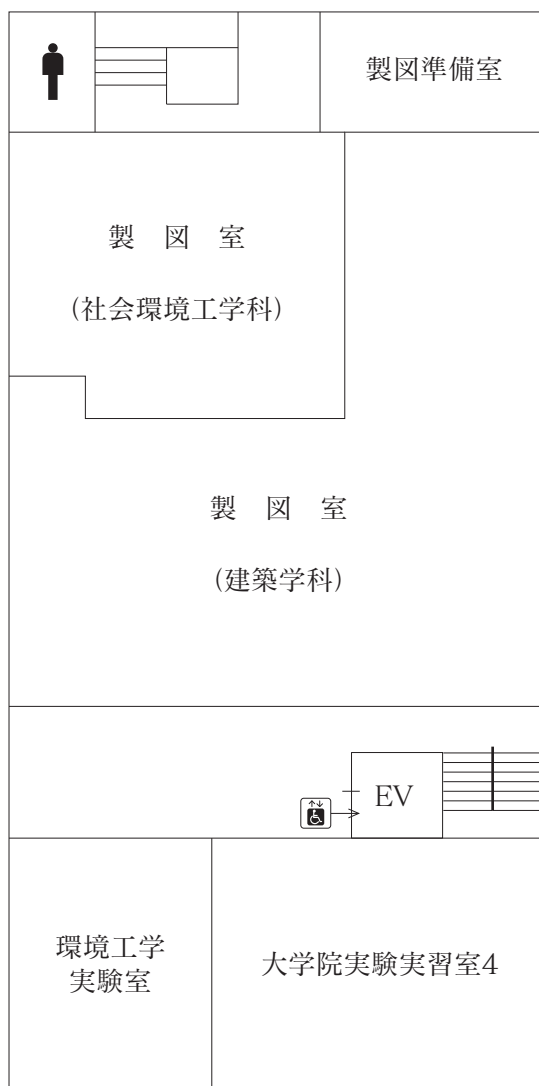 製図準備室
製 図 室
(社会環境工学科)
製 図 室
(建築学科)
EV
環境工学
実験室
大学院実験実習室4